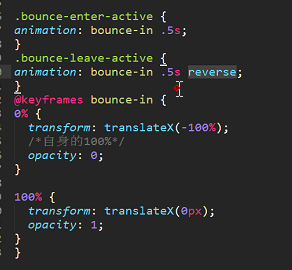 .bounce-enter-active {
animation: bounce-in .5s;
}
.bounce-leave-active {
animation: bounce-in .5s reverse;
}
@keyframes bounce-in {
0% {
transform: translateX(-100%);
/*自身的100%*/
opacity: 0;
}
100% {
transform: translateX(0px);
opacity: 1;
}
}